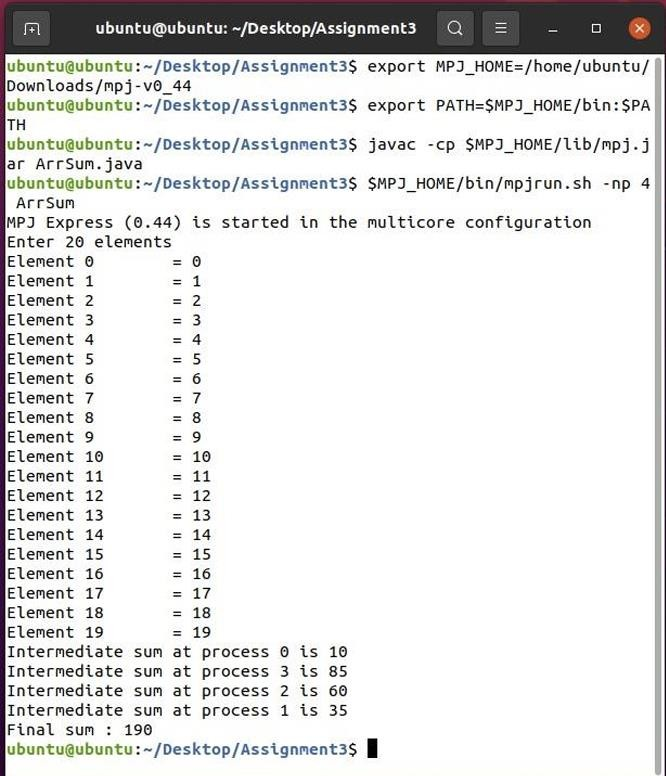 ubuntu@ubuntu: ~/Desktop/Assignment3
ubuntu@ubuntu:~/Desktop/Assignment3$ export MPJ_HOME=/home/ubuntu/
Downloads/mpj-v0_44
ubuntu@ubuntu:~/Desktop/Assignment3$ export PATH=$MPJ_HOME/bin:$PA
TH
ubuntu@ubuntu:~/Desktop/Assignment3$ javac -cp $MPJ_HOME/lib/mpj.j
ar ArrSum.java
ubuntu@ubuntu:~/Desktop/Assignment3$ $MPJ_HOME/bin/mpjrun.sh -np 4
 ArrSum
MPJ Express (0.44) is started in the multicore configuration
Enter 20 elements
Element 0        = 0
Element 1        = 1
Element 2        = 2
Element 3        = 3
Element 4        = 4
Element 5        = 5
Element 6        = 6
Element 7        = 7
Element 8        = 8
Element 9        = 9
Element 10       = 10
Element 11       = 11
Element 12       = 12
Element 13       = 13
Element 14       = 14
Element 15       = 15
Element 16       = 16
Element 17       = 17
Element 18       = 18
Element 19       = 19
Intermediate sum at process 0 is 10
Intermediate sum at process 3 is 85
Intermediate sum at process 2 is 60
Intermediate sum at process 1 is 35
Final sum : 190
ubuntu@ubuntu:~/Desktop/Assignment3$